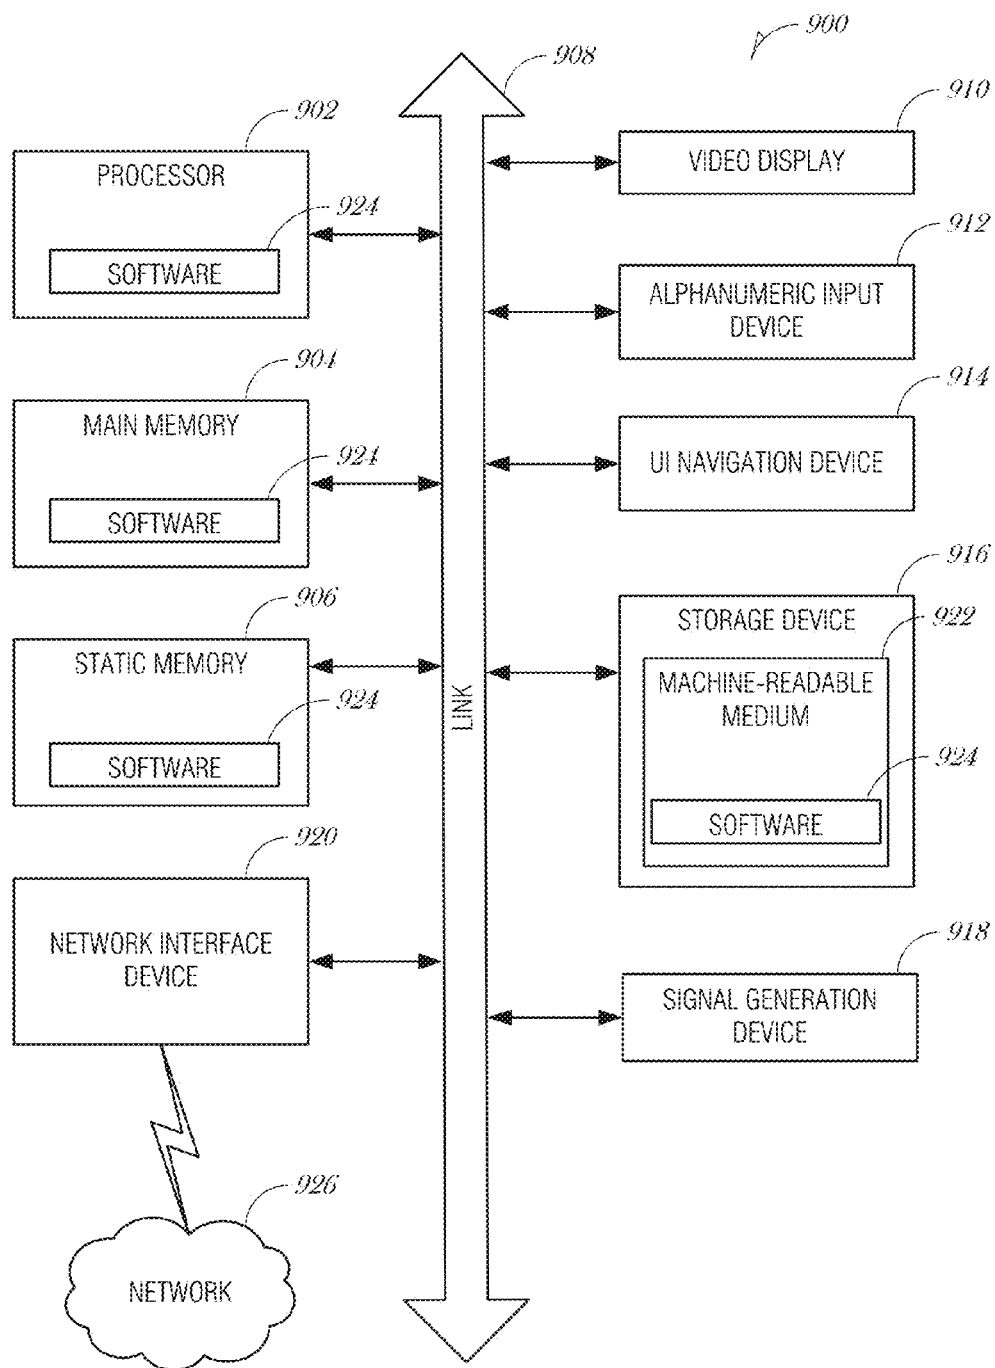 900
908
902
PROCESSOR
924
SOFTWARE
904
MAIN MEMORY
924
SOFTWARE
906
STATIC MEMORY
924
SOFTWARE
920
NETWORK INTERFACE
DEVICE
926
NETWORK
LINK
910
VIDEO DISPLAY
912
ALPHANUMERIC INPUT
DEVICE
914
UI NAVIGATION DEVICE
916
STORAGE DEVICE
922
MACHINE-READABLE
MEDIUM
924
SOFTWARE
918
SIGNAL GENERATION
DEVICE